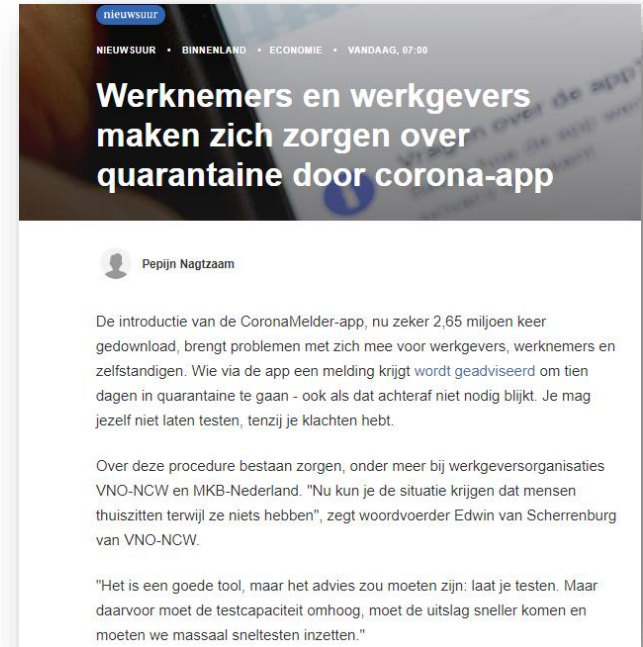 nieuwsuur
NIEUWSUUR • BINNENLAND • ECONOMIE • VANDAAG, 07:00
Werknemers en werkgevers
maken zich zorgen over
quarantaine door corona-app
Pepijn Nagtzaam
De introductie van de CoronaMelder-app, nu zeker 2,65 miljoen keer
gedownload, brengt problemen met zich mee voor werkgevers, werknemers en
zelfstandigen. Wie via de app een melding krijgt wordt geadviseerd om tien
dagen in quarantaine te gaan - ook als dat achteraf niet nodig blijkt. Je mag
jezelf niet laten testen, tenzij je klachten hebt.
Over deze procedure bestaan zorgen, onder meer bij werkgeversorganisaties
VNO-NCW en MKB-Nederland. "Nu kun je de situatie krijgen dat mensen
thuiszitten terwijl ze niets hebben", zegt woordvoerder Edwin van Scherrenburg
van VNO-NCW.
"Het is een goede tool, maar het advies zou moeten zijn: laat je testen. Maar
daarvoor moet de testcapaciteit omhoog, moet de uitslag sneller komen en
moeten we massaal sneltesten inzetten."